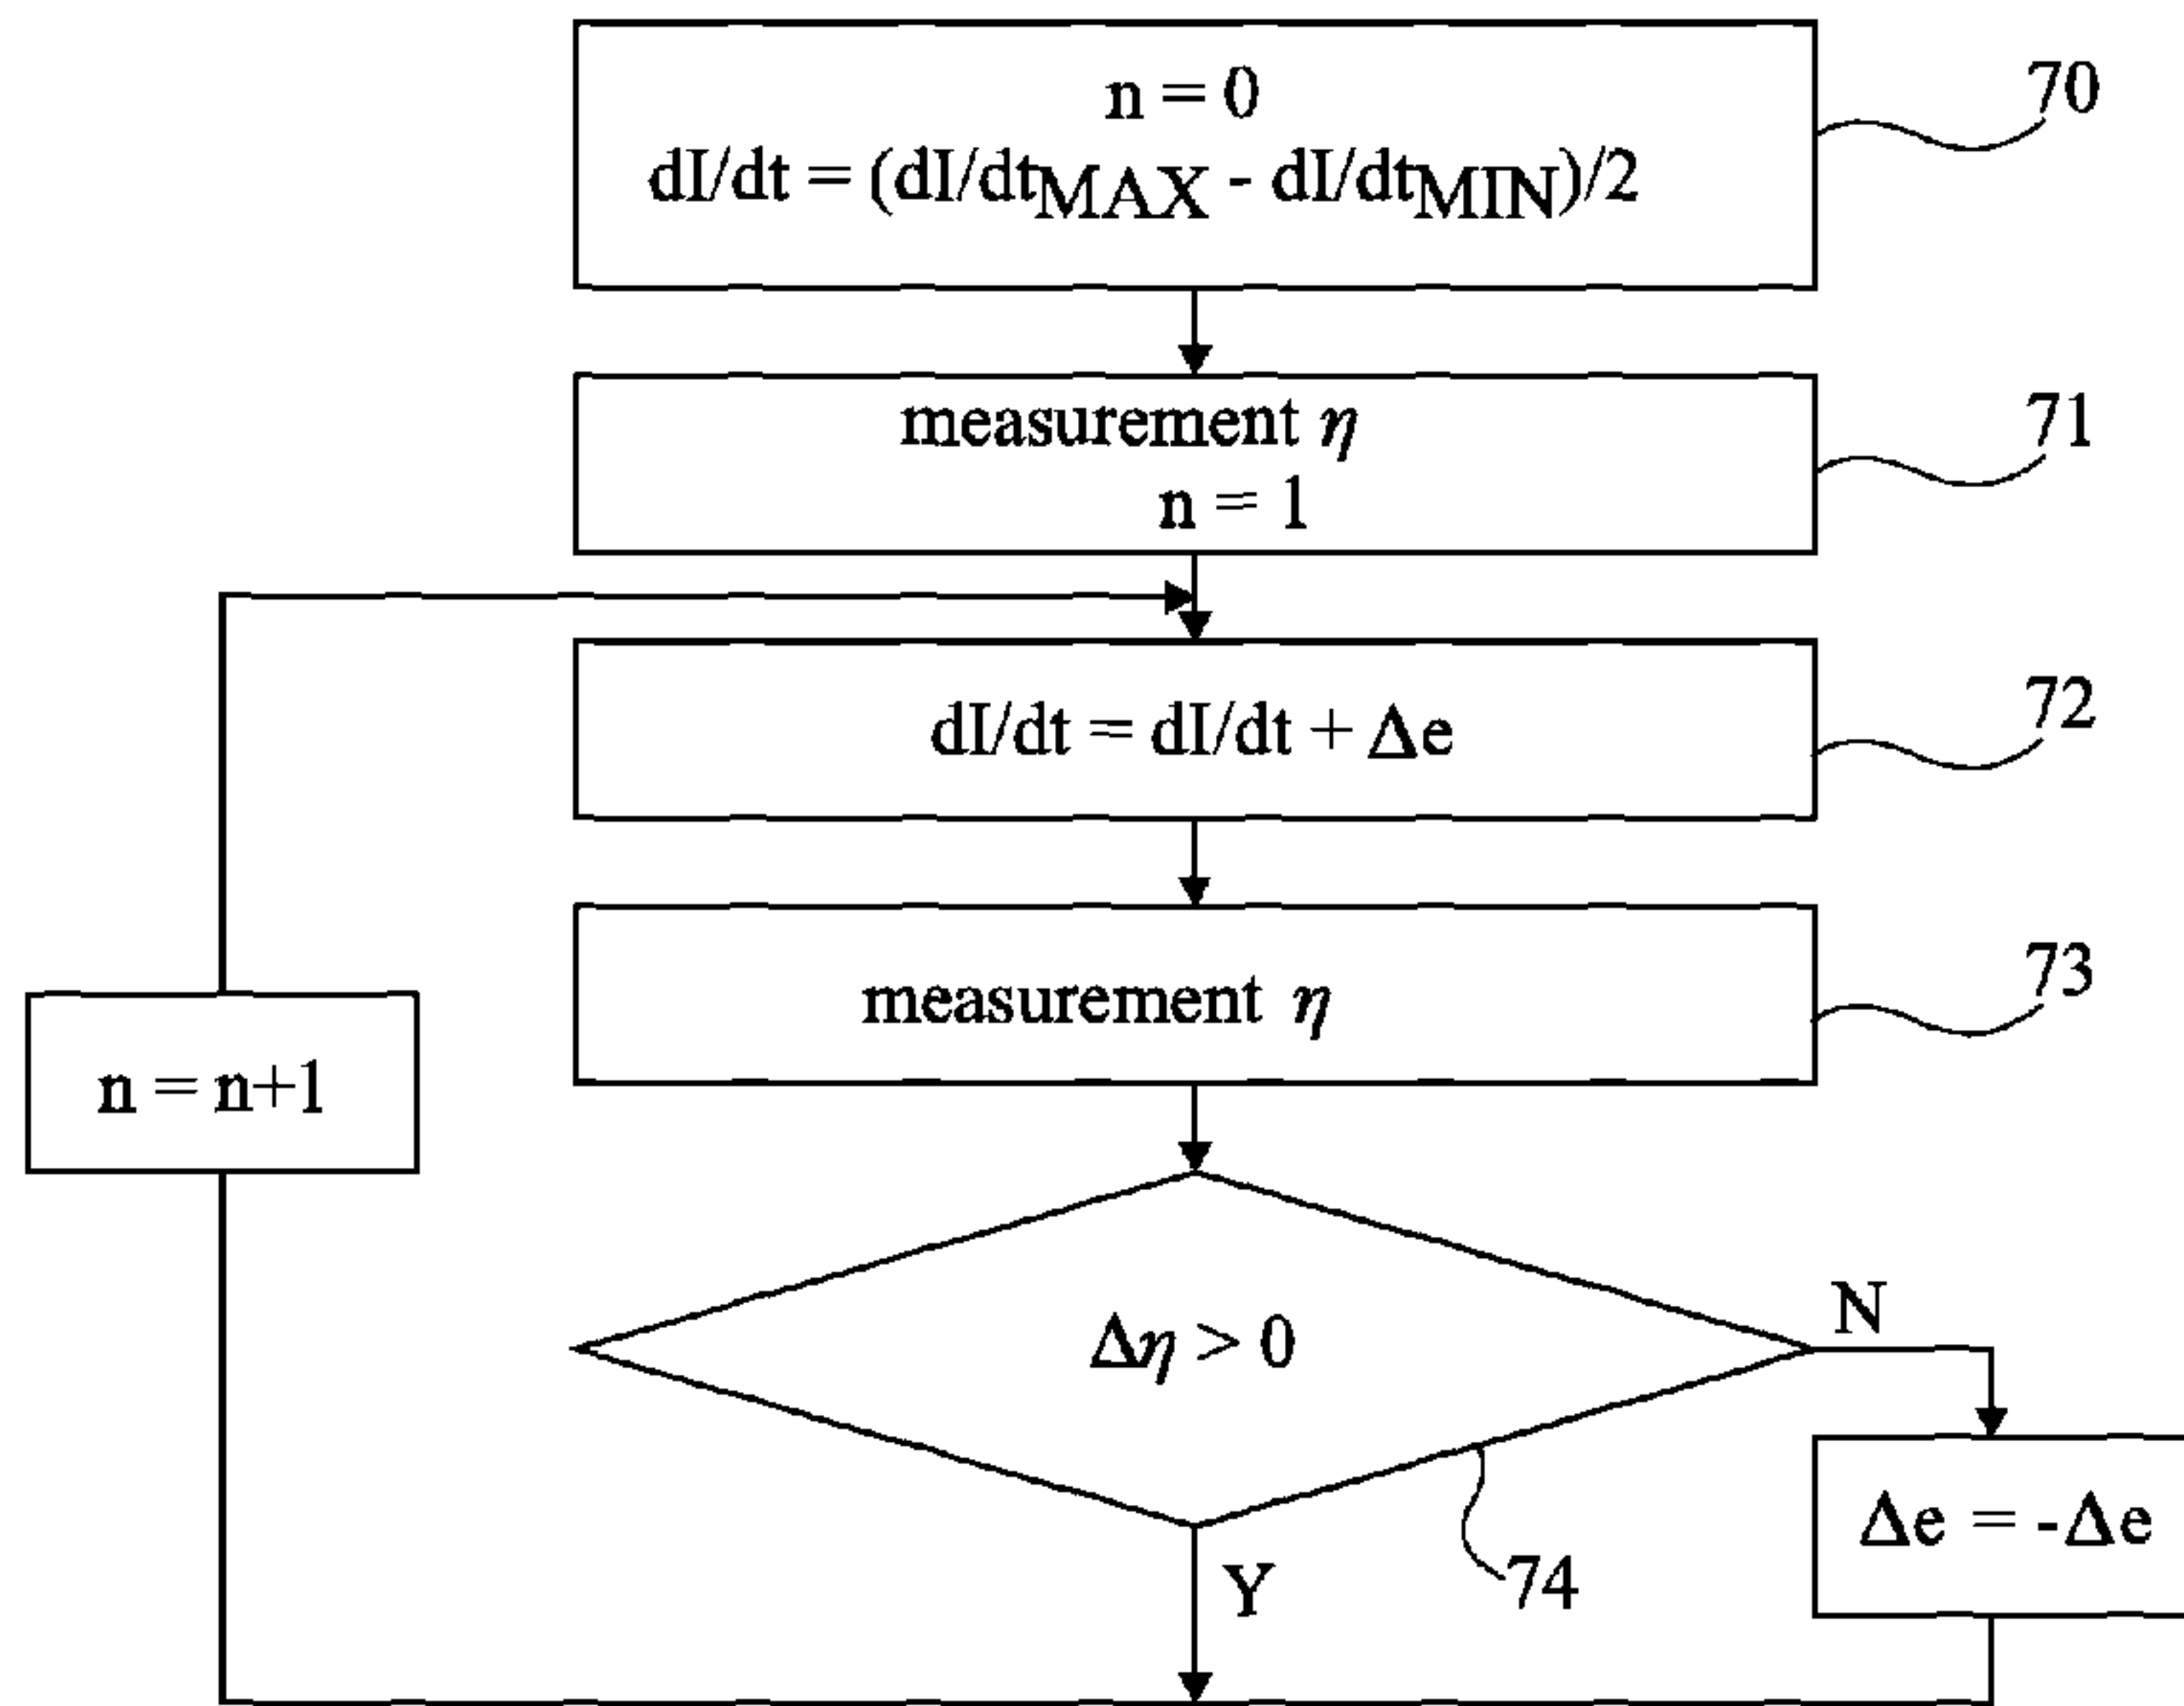 n = 0
dI/dt = (dI/dtMAX - dI/dtMIN)/2
70
measurement η
n = 1
71
dI/dt = dI/dt + Δe
72
measurement η
73
n = n+1
Δη > 0
N
Δe = -Δe
Y
74